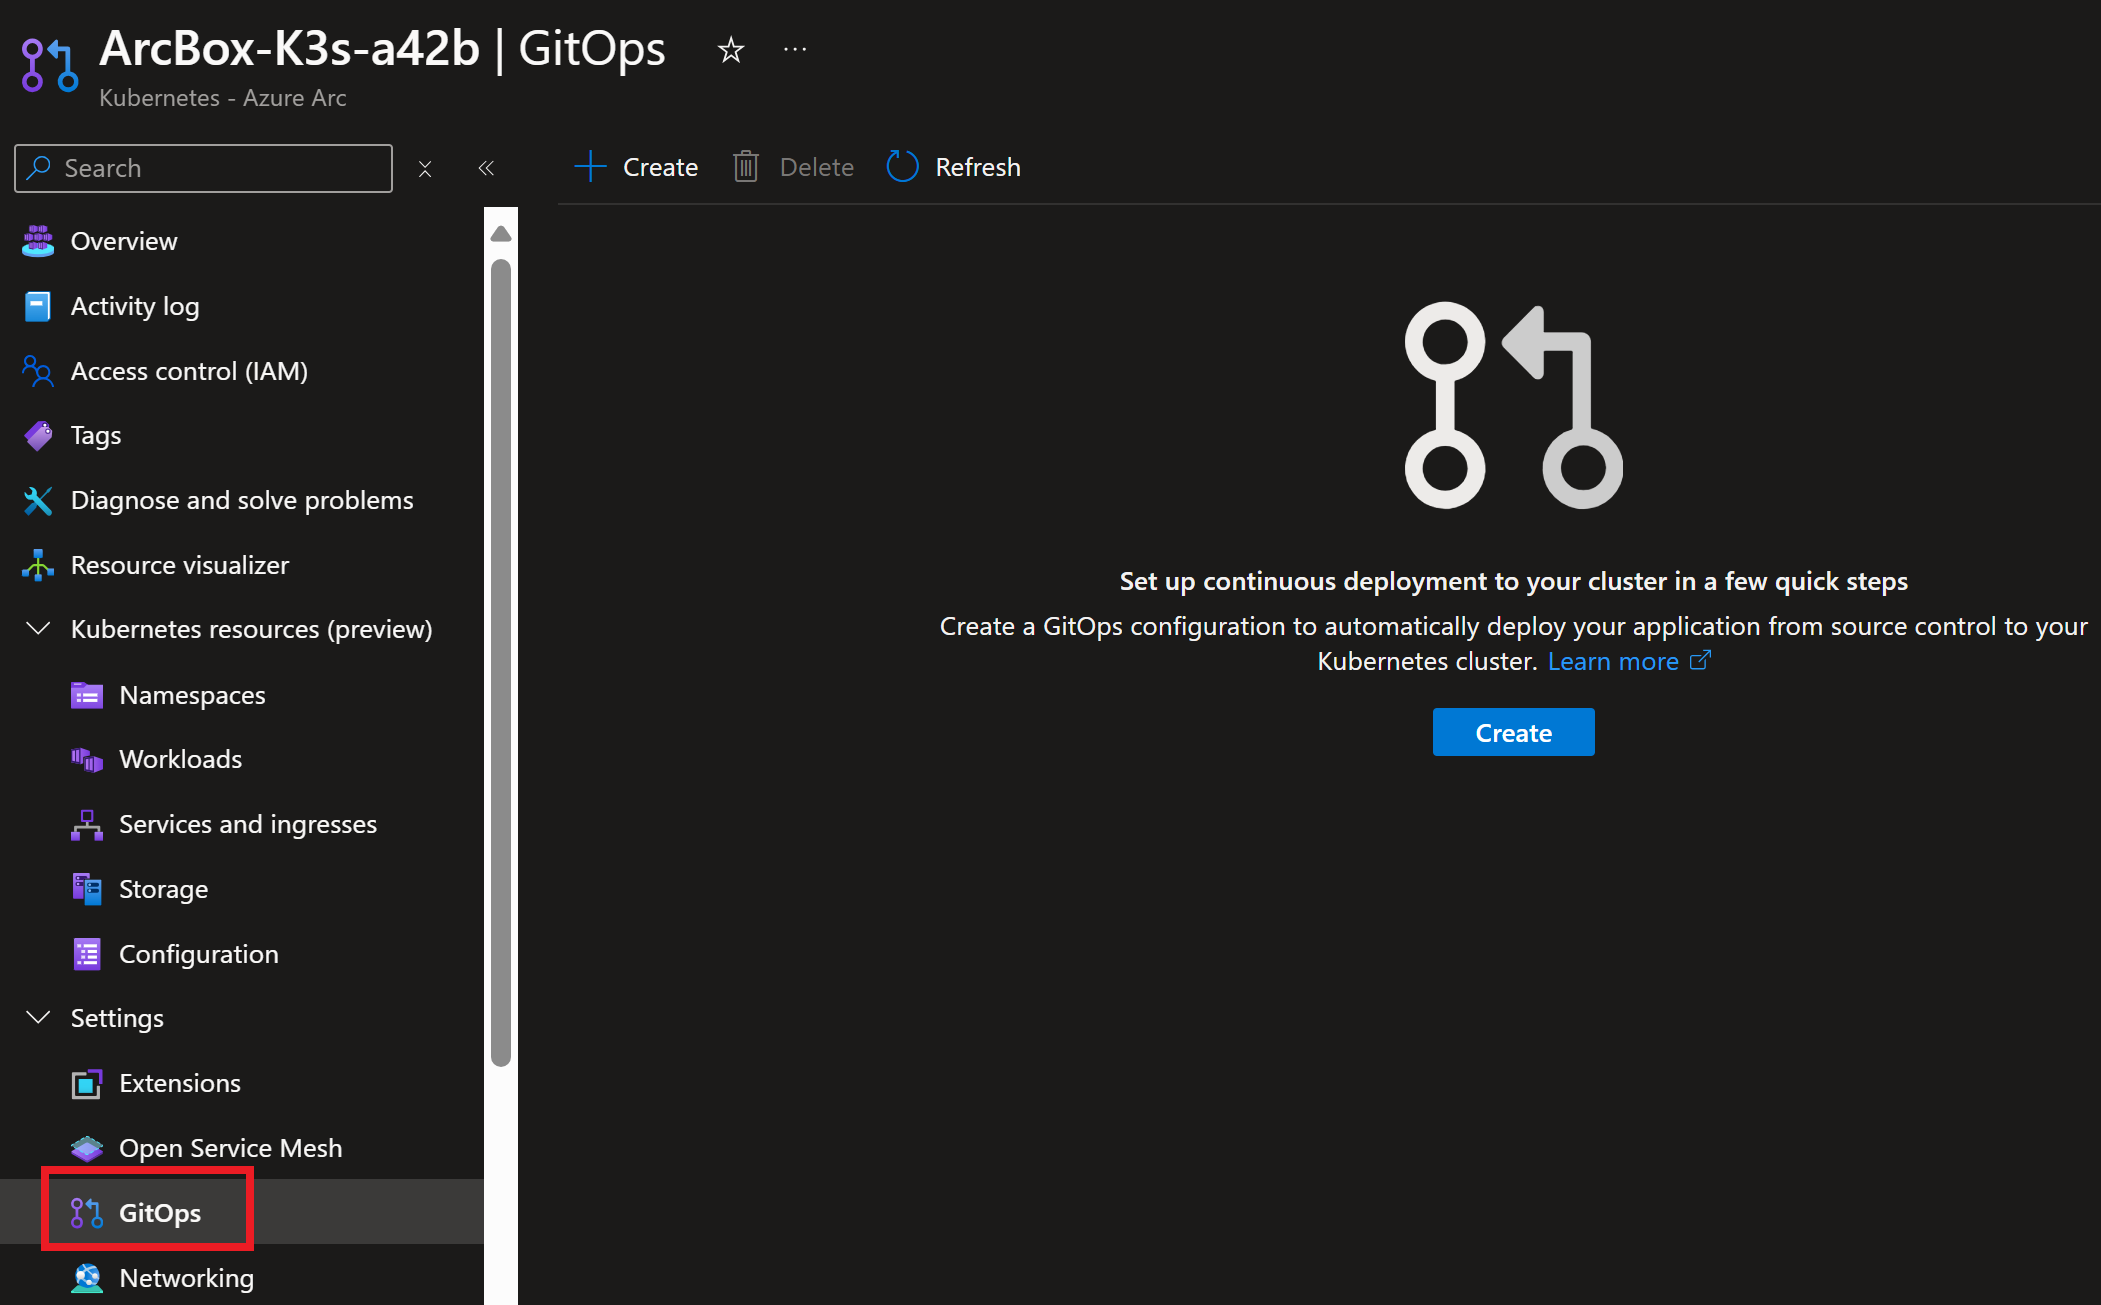 ArcBox-K3s-a42b | GitOps
Kubernetes - Azure Arc
Search
Create
Delete
Refresh
Overview
Activity log
Access control (IAM)
Tags
Diagnose and solve problems
Resource visualizer
Kubernetes resources (preview)
Namespaces
Workloads
Services and ingresses
Storage
Configuration
Settings
Extensions
Open Service Mesh
GitOps
Networking
Set up continuous deployment to your cluster in a few quick steps
Create a GitOps configuration to automatically deploy your application from source control to your
Kubernetes cluster. Learn more
Create